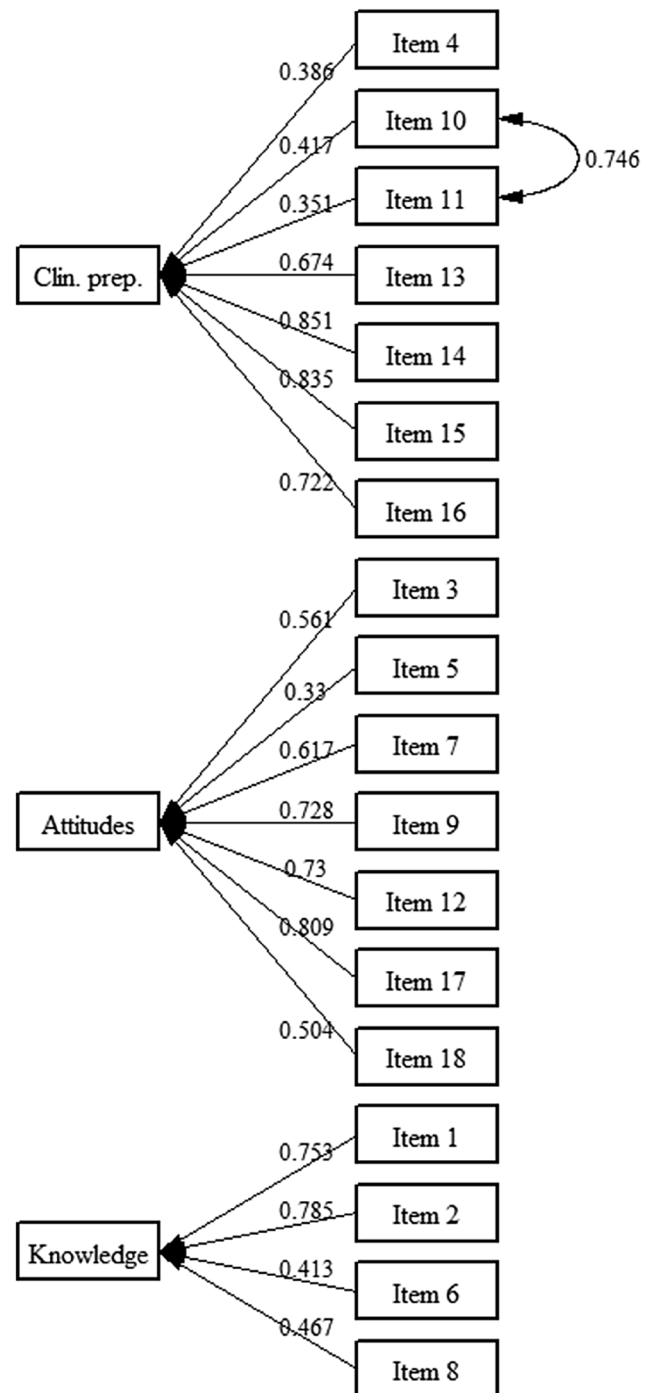 Item 4
0.386
Item 10
0.417
0.746
Item 11
0.351
Clin. prep.
0.674
Item 13
0.851
Item 14
0.835
Item 15
0.722
Item 16
Item 3
0.561
Item 5
0.33
Item 7
0.617
Attitudes
0.728
Item 9
0.73
Item 12
0.809
Item 17
0.504
Item 18
Item 1
0.753
Item 2
0.785
Knowledge
0.413
Item 6
0.467
Item 8